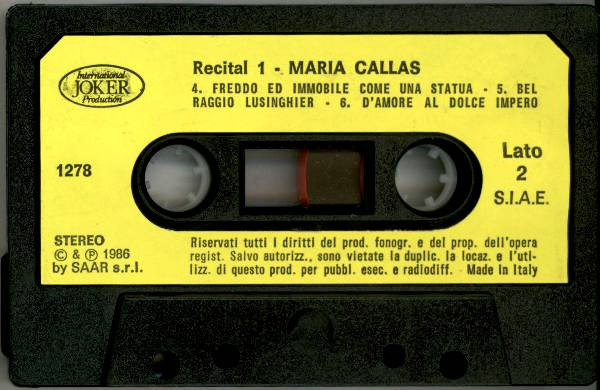 International
JOKER
Production
Recital 1 - MARIA CALLAS
4. FREDDO ED IMMOBILE COME UNA STATUA - 5. BEL
RAGGIO LUSINGHIER - 6. D'AMORE AL DOLCE IMPERO
1278
Lato
2
S.I.A.E.
STEREO
© & ℗ 1986
by SAAR s.r.l.
Riservati tutti i diritti del prod. fonogr. e del prop. dell'opera
regist. Salvo autorizz., sono vietate la duplic. la locaz. e l'uti-
lizz. di questo prod. per pubbl. esec. e radiodiff. Made in Italy